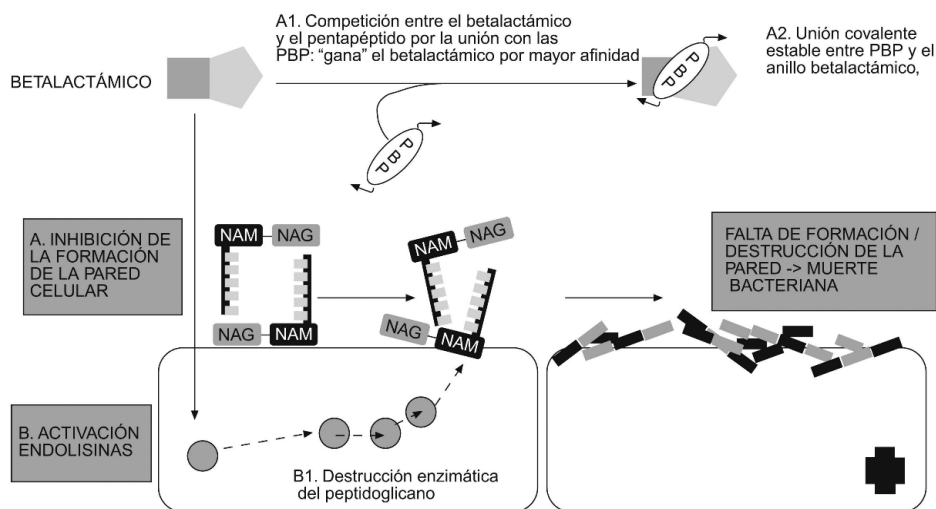 A1. Competición entre el betalactámico
y el pentapéptido por la unión con las
PBP: “gana” el betalactámico por mayor afinidad
A2. Unión covalente
estable entre PBP y el
anillo betalactámico,
BETALACTÁMICO
PBP
PBP
A. INHIBICIÓN DE
LA FORMACIÓN
DE LA PARED
CELULAR
NAM
NAG
NAG
NAM
NAM
NAG
NAG
NAM
FALTA DE FORMACIÓN /
DESTRUCCIÓN DE LA
PARED -> MUERTE
BACTERIANA
B. ACTIVACIÓN
ENDOLISINAS
B1. Destrucción enzimática
del peptidoglicano